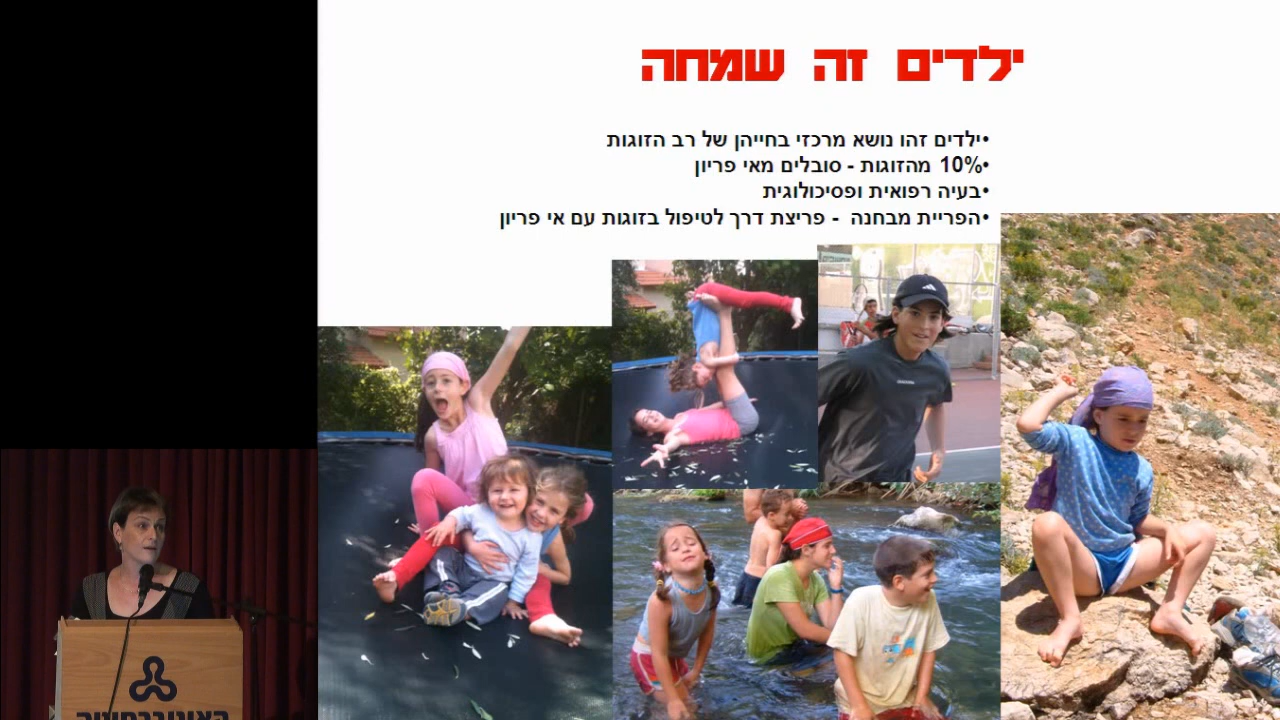 ילדים זה שמחה
•ילדים זהו נושא מרכזי בחייהן של רב הזוגות
•10% מהזוגות - סובלים מאי פריון
•בעיה רפואית ופסיכולוגית
•הפריית מבחנה - פריצת דרך לטיפול בזוגות עם אי פריון
האוניברסיטה